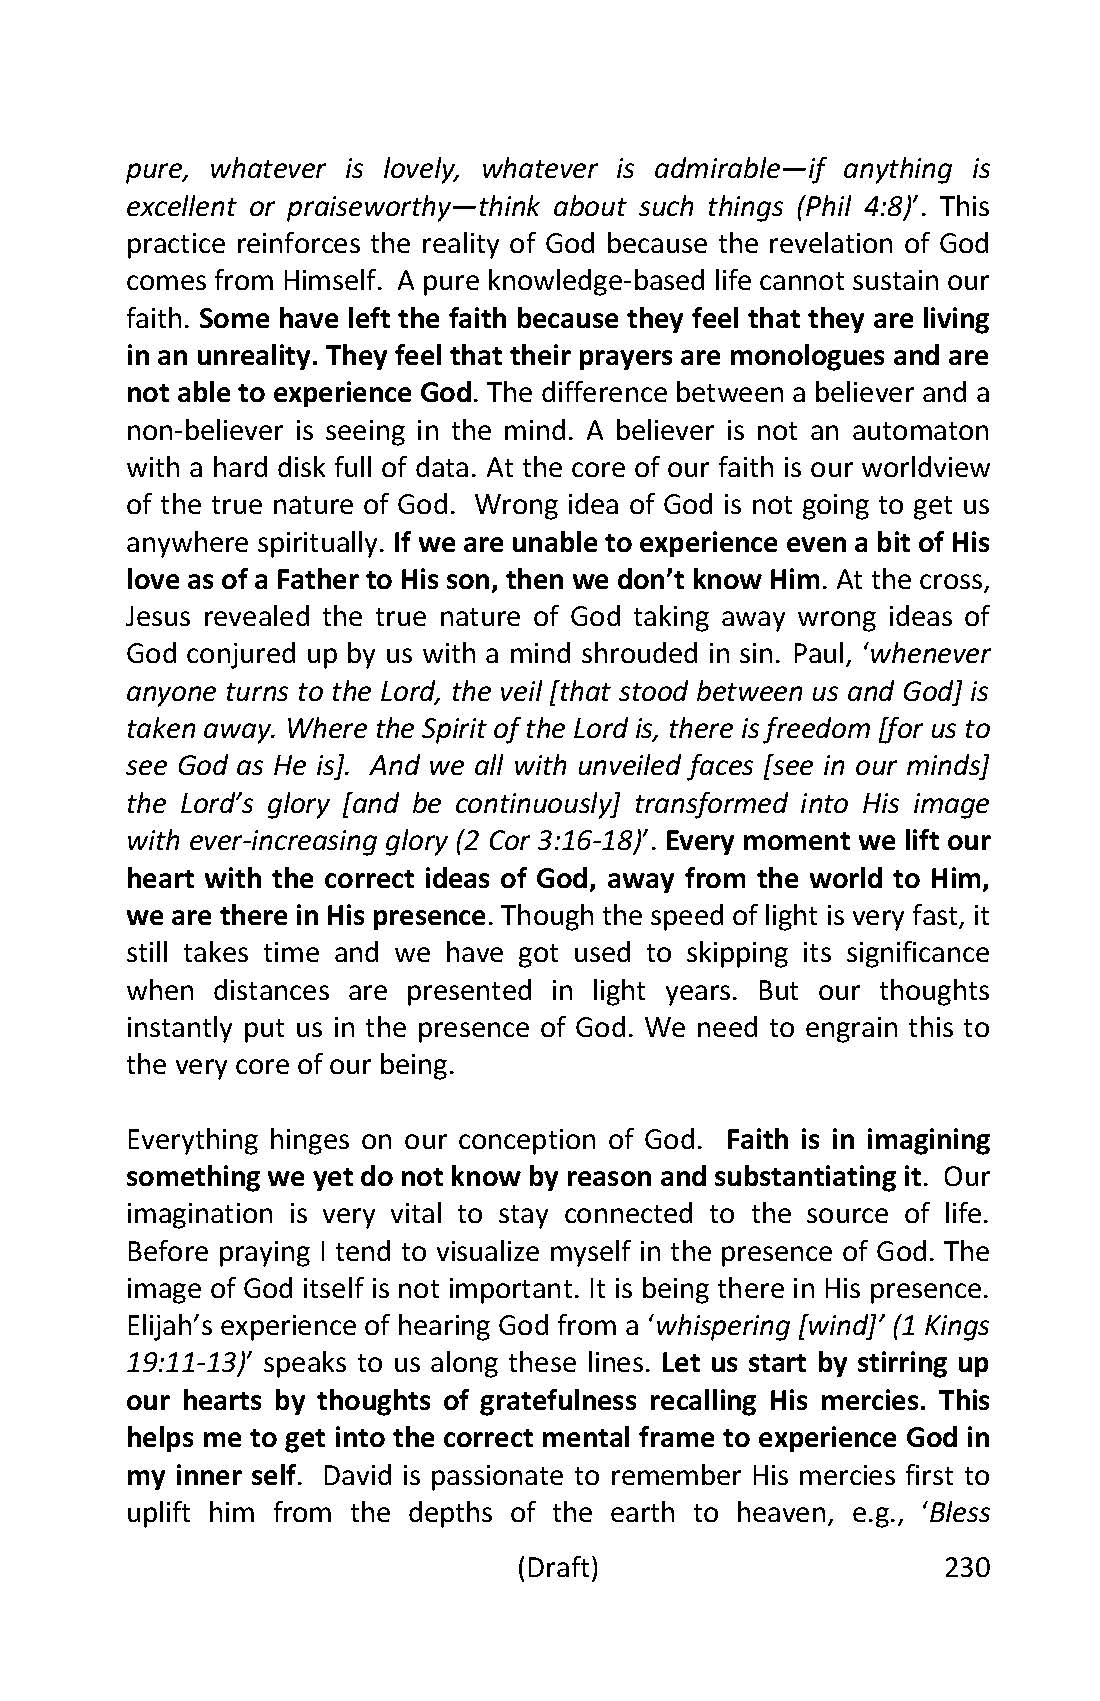 pure, whatever is lovely, whatever is admirable—if anything is
excellent or praiseworthy—think about such things (Phil 4:8)’. This
practice reinforces the reality of God because the revelation of God
comes from Himself.  A pure knowledge-based life cannot sustain our
faith. Some have left the faith because they feel that they are living
in an unreality. They feel that their prayers are monologues and are
not able to experience God. The difference between a believer and a
non-believer is seeing in the mind. A believer is not an automaton
with a hard disk full of data. At the core of our faith is our worldview
of the true nature of God.  Wrong idea of God is not going to get us
anywhere spiritually. If we are unable to experience even a bit of His
love as of a Father to His son, then we don’t know Him. At the cross,
Jesus revealed the true nature of God taking away wrong ideas of
God conjured up by us with a mind shrouded in sin. Paul, ‘whenever
anyone turns to the Lord, the veil [that stood between us and God] is
taken away. Where the Spirit of the Lord is, there is freedom [for us to
see God as He is].  And we all with unveiled faces [see in our minds]
the Lord’s glory [and be continuously] transformed into His image
with ever-increasing glory (2 Cor 3:16-18)’. Every moment we lift our
heart with the correct ideas of God, away from the world to Him,
we are there in His presence. Though the speed of light is very fast, it
still takes time and we have got used to skipping its significance
when distances are presented in light years. But our thoughts
instantly put us in the presence of God. We need to engrain this to
the very core of our being.

Everything hinges on our conception of God.  Faith is in imagining
something we yet do not know by reason and substantiating it.  Our
imagination is very vital to stay connected to the source of life.
Before praying I tend to visualize myself in the presence of God. The
image of God itself is not important. It is being there in His presence.
Elijah’s experience of hearing God from a ‘whispering [wind]’ (1 Kings
19:11-13)’ speaks to us along these lines. Let us start by stirring up
our hearts by thoughts of gratefulness recalling His mercies. This
helps me to get into the correct mental frame to experience God in
my inner self.  David is passionate to remember His mercies first to
uplift him from the depths of the earth to heaven, e.g., ‘Bless
(Draft) 230